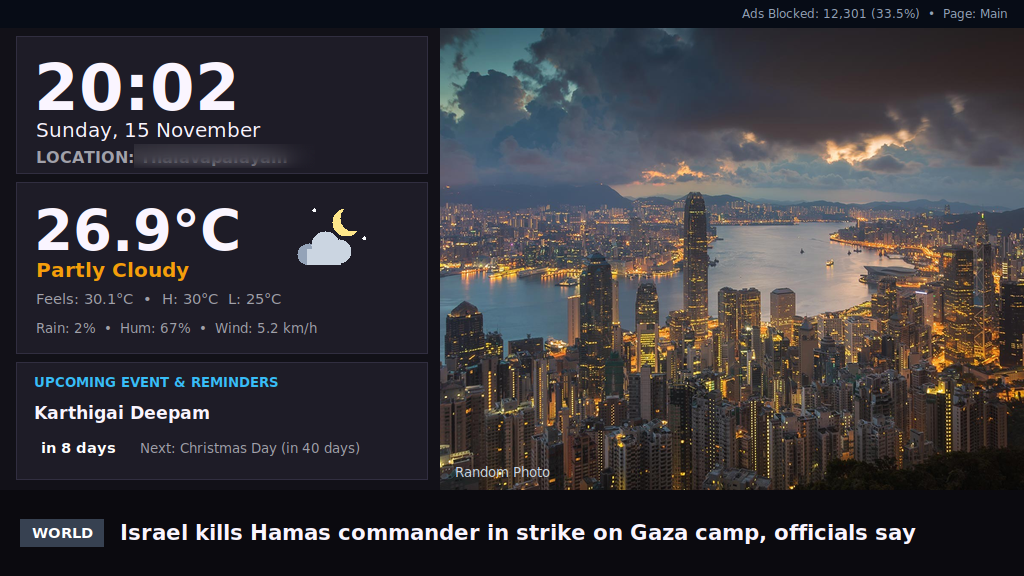 Ads Blocked: 12,301 (33.5%) • Page: Main
20:02
Sunday, 15 November
LOCATION:
26.9°C
Partly Cloudy
Feels: 30.1°C • H: 30°C L: 25°C
Rain: 2% • Hum: 67% • Wind: 5.2 km/h
UPCOMING EVENT & REMINDERS
Karthigai Deepam
in 8 days Next: Christmas Day (in 40 days)
Random Photo
WORLD Israel kills Hamas commander in strike on Gaza camp, officials say